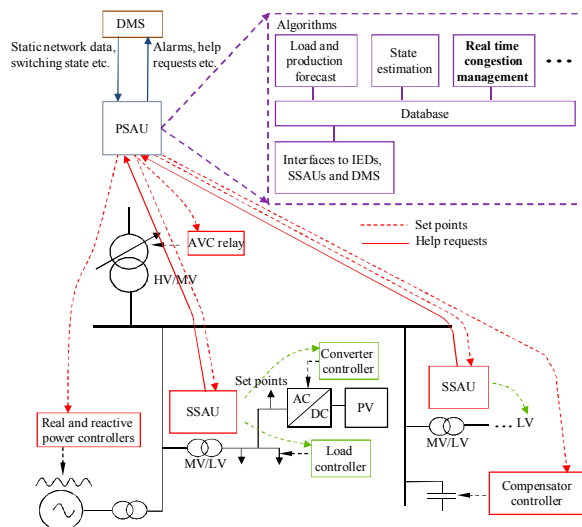 DMS
Static network data,
switching state etc.
Alarms, help
requests etc.
PSAU
Algorithms
Load and
production
forecast
State
estimation
Real time
congestion
management
Database
Interfaces to IEDs,
SSAUs and DMS
Set points
Help requests
AVC relay
HV/MV
Converter
controller
Set points
SSAU
AC
DC
PV
SSAU
LV
MV/LV
Real and reactive
power controllers
MV/LV
Load
controller
Compensator
controller